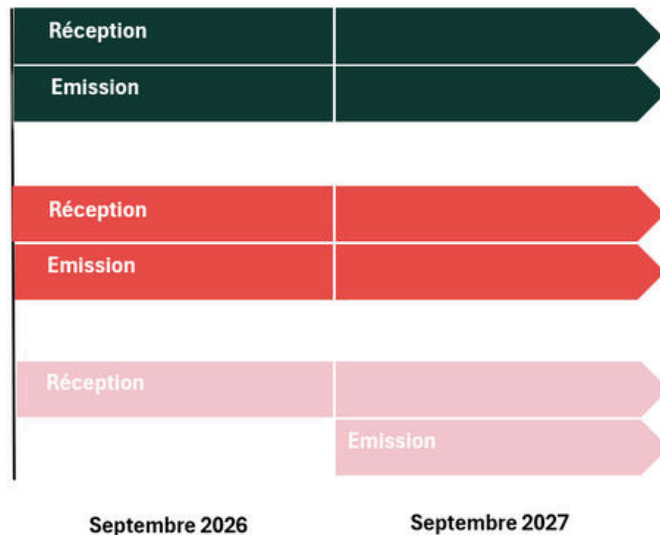 Réception
Emission
Réception
Emission
Réception
Emission
Septembre 2026
Septembre 2027